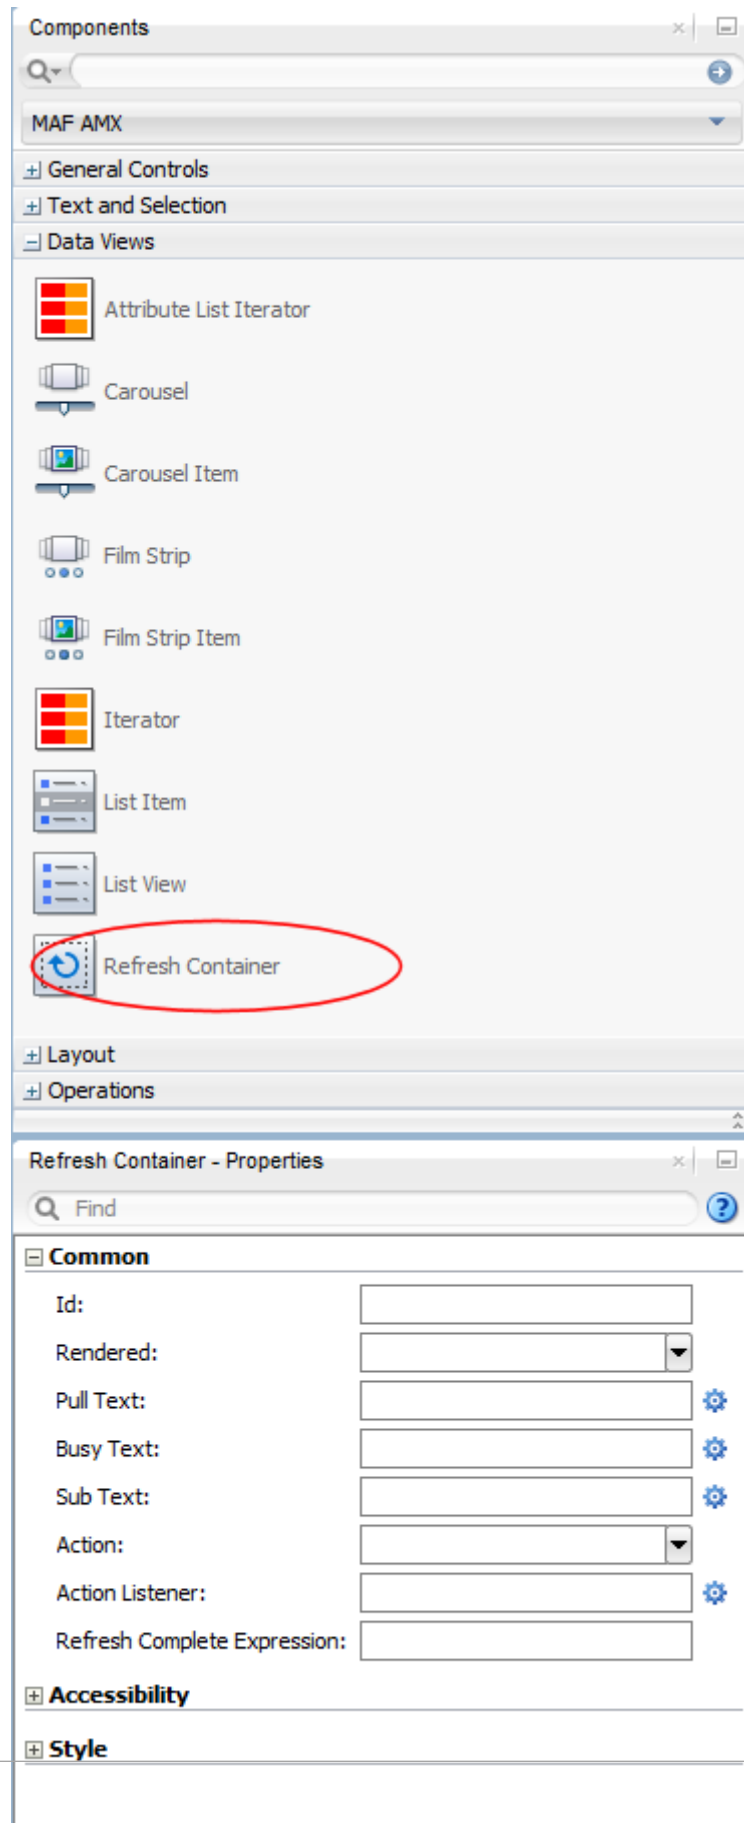 Components
MAF AMX
General Controls
Text and Selection
Data Views
Attribute List Iterator
Carousel
Carousel Item
Film Strip
Film Strip Item
Iterator
List Item
List View
Refresh Container
Layout
Operations
Refresh Container - Properties
Find
Common
Id:
Rendered:
Pull Text:
Busy Text:
Sub Text:
Action:
Action Listener:
Refresh Complete Expression:
Accessibility
Style